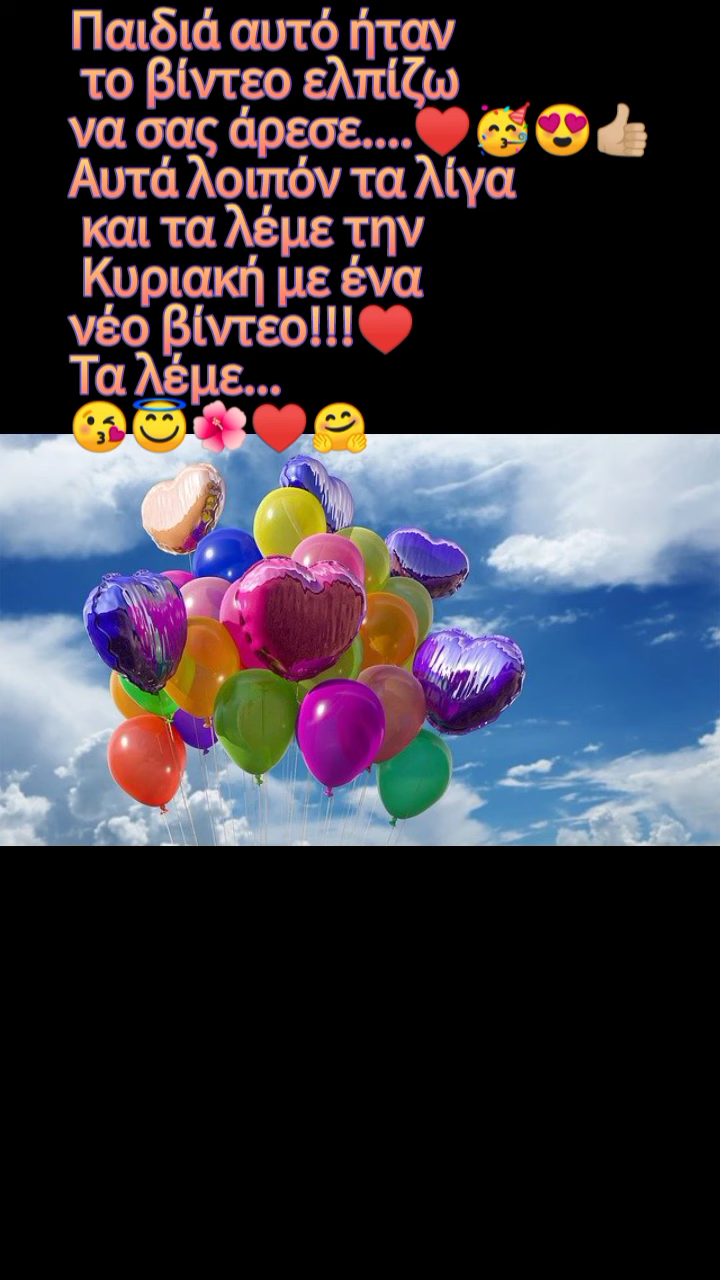 Παιδιά αυτό ήταν
το βίντεο ελπίζω
να σας άρεσε....♥️🥳😍👍🏼
Αυτά λοιπόν τα λίγα
και τα λέμε την
Κυριακή με ένα
νέο βίντεο!!!♥️
Τα λέμε...
😘😇🌺♥️🤗